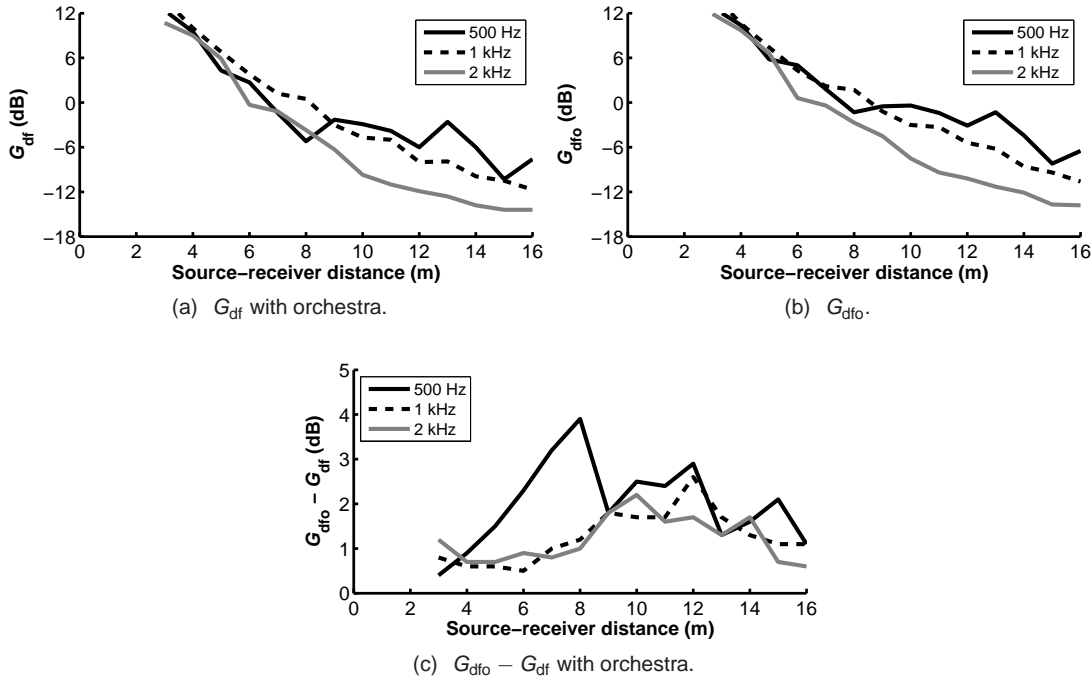 12
6
0
−6
−12
−18
G_df (dB)
0 2 4 6 8 10 12 14 16
Source−receiver distance (m)
500 Hz
1 kHz
2 kHz
(a) G_df with orchestra.
12
6
0
−6
−12
−18
G_dfo (dB)
0 2 4 6 8 10 12 14 16
Source−receiver distance (m)
500 Hz
1 kHz
2 kHz
(b) G_dfo.
5
4
3
2
1
0
G_dfo − G_df (dB)
0 2 4 6 8 10 12 14 16
Source−receiver distance (m)
500 Hz
1 kHz
2 kHz
(c) G_dfo − G_df with orchestra.